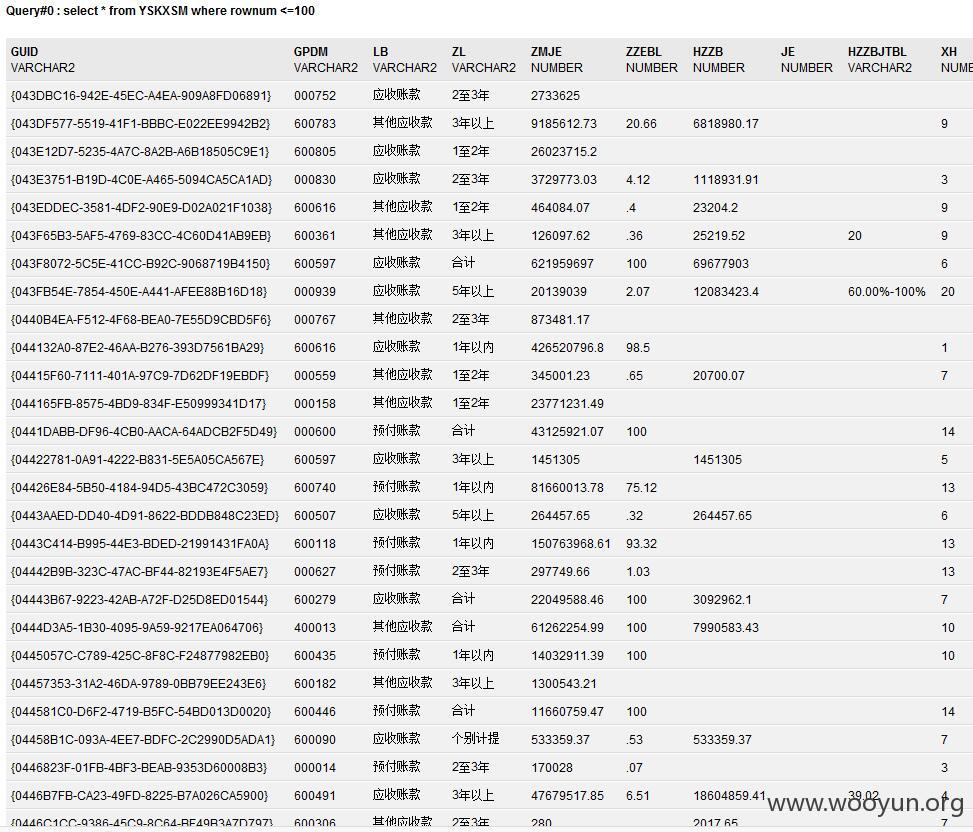 Query#0 : select * from YSKXSM where rownum <=100
GUID GPDM LB ZL ZMJE ZZEBL HZZB JE HZZBJTBL XH
VARCHAR2 VARCHAR2 VARCHAR2 VARCHAR2 NUMBER NUMBER NUMBER NUMBER VARCHAR2 NUME
{043DBC16-942E-45EC-A4EA-909A8FD06891} 000752 应收账款 2至3年 2733625
{043DF577-5519-41F1-BBBC-E022EE9942B2} 600783 其他应收款 3年以上 9185612.73 20.66 6818980.17 9
{043E12D7-5235-4A7C-8A2B-A6B18505C9E1} 600805 应收账款 1至2年 26023715.2
{043E3751-B19D-4C0E-A465-5094CA5CA1AD} 000830 应收账款 2至3年 3729773.03 4.12 1118931.91 3
{043EDDEC-3581-4DF2-90E9-D02A021F1038} 600616 其他应收款 1至2年 464084.07 .4 23204.2 9
{043F65B3-5AF5-4769-83CC-4C60D41AB9EB} 600361 其他应收款 3年以上 126097.62 .36 25219.52 20 9
{043F8072-5C5E-41CC-B92C-9068719B4150} 600597 应收账款 合计 621959697 100 69677903 6
{043FB54E-7854-450E-A441-AFEE88B16D18} 000939 应收账款 5年以上 20139039 2.07 12083423.4 60.00%-100% 20
{0440B4EA-F512-4F68-BEA0-7E55D9CBD5F6} 000767 其他应收款 2至3年 873481.17
{044132A0-87E2-46AA-B276-393D7561BA29} 600616 应收账款 1年以内 426520796.8 98.5 1
{04415F60-7111-401A-97C9-7D62DF19EBDF} 000559 其他应收款 1至2年 345001.23 .65 20700.07 7
{044165FB-8575-4BD9-834F-E50999341D17} 000158 其他应收款 1至2年 23771231.49
{0441DABB-DF96-4CB0-AACA-64ADCB2F5D49} 000600 预付账款 合计 43125921.07 100 14
{04422781-0A91-4222-B831-5E5A05CA567E} 600597 应收账款 3年以上 1451305 1451305 5
{04426E84-5B50-4184-94D5-43BC472C3059} 600740 预付账款 1年以内 81660013.78 75.12 13
{0443AAED-DD40-4D91-8622-BDDB848C23ED} 600507 应收账款 5年以上 264457.65 .32 264457.65 6
{0443C414-B995-44E3-BDED-21991431FA0A} 600118 预付账款 1年以内 150763968.61 93.32 13
{04442B9B-323C-47AC-BF44-82193E4F5AE7} 000627 预付账款 2至3年 297749.66 1.03 13
{04443B67-9223-42AB-A72F-D25D8ED01544} 600279 应收账款 合计 22049588.46 100 3092962.1 7
{0444D3A5-1B30-4095-9A59-9217EA064706} 400013 其他应收款 合计 61262254.99 100 7990583.43 10
{0445057C-C789-425C-8F8C-F24877982EB0} 600435 预付账款 1年以内 14032911.39 100 10
{04457353-31A2-46DA-9789-0BB79EE243E6} 600182 其他应收款 3年以上 1300543.21
{044581C0-D6F2-4719-B5FC-54BD013D0020} 600446 预付账款 合计 11660759.47 100 14
{04458B1C-093A-4EE7-BDFC-2C2990D5ADA1} 600090 应收账款 个别计提 533359.37 .53 533359.37 7
{0446823F-01FB-4BF3-BEAB-9353D60008B3} 000014 预付账款 2至3年 170028 .07 3
{0446B7FB-CA23-49FD-8225-B7A026CA5900} 600491 应收账款 3年以上 47679517.85 6.51 18604859.41 39.02 4
www.wooyun.org
{0446C1CC-9386-45C9-8C64-BF49B3A7D797} 600306 其他应收款 2至3年 280 2017.65 7